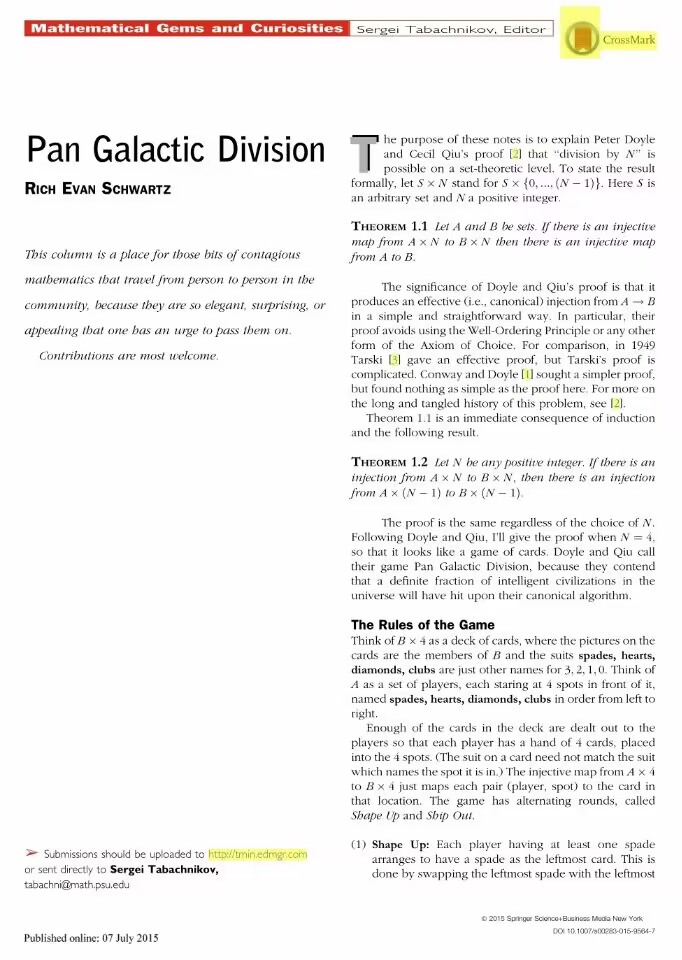 Mathematical Gems and Curiosities Sergei Tabachnikov, Editor
CrossMark
Pan Galactic Division
RICH EVAN SCHWARTZ
This column is a place for those bits of contagious
mathematics that travel from person to person in the
community, because they are so elegant, surprising, or
appealing that one has an urge to pass them on.
Contributions are most welcome.
➢ Submissions should be uploaded to http://tmin.edmgr.com
or sent directly to Sergei Tabachnikov,
tabachni@math.psu.edu
The purpose of these notes is to explain Peter Doyle
and Cecil Qiu's proof [2] that "division by N" is
possible on a set-theoretic level. To state the result
formally, let S × N stand for S × {0, ..., (N − 1)}. Here S is
an arbitrary set and N a positive integer.
THEOREM 1.1 Let A and B be sets. If there is an injective
map from A × N to B × N then there is an injective map
from A to B.
The significance of Doyle and Qiu's proof is that it
produces an effective (i.e., canonical) injection from A → B
in a simple and straightforward way. In particular, their
proof avoids using the Well-Ordering Principle or any other
form of the Axiom of Choice. For comparison, in 1949
Tarski [3] gave an effective proof, but Tarski's proof is
complicated. Conway and Doyle [1] sought a simpler proof,
but found nothing as simple as the proof here. For more on
the long and tangled history of this problem, see [2].
Theorem 1.1 is an immediate consequence of induction
and the following result.
THEOREM 1.2 Let N be any positive integer. If there is an
injection from A × N to B × N, then there is an injection
from A × (N − 1) to B × (N − 1).
The proof is the same regardless of the choice of N.
Following Doyle and Qiu, I'll give the proof when N = 4,
so that it looks like a game of cards. Doyle and Qiu call
their game Pan Galactic Division, because they contend
that a definite fraction of intelligent civilizations in the
universe will have hit upon their canonical algorithm.
The Rules of the Game
Think of B × 4 as a deck of cards, where the pictures on the
cards are the members of B and the suits spades, hearts,
diamonds, clubs are just other names for 3, 2, 1, 0. Think of
A as a set of players, each staring at 4 spots in front of it,
named spades, hearts, diamonds, clubs in order from left to
right.
Enough of the cards in the deck are dealt out to the
players so that each player has a hand of 4 cards, placed
into the 4 spots. (The suit on a card need not match the suit
which names the spot it is in.) The injective map from A × 4
to B × 4 just maps each pair (player, spot) to the card in
that location. The game has alternating rounds, called
Shape Up and Ship Out.
(1) Shape Up: Each player having at least one spade
arranges to have a spade as the leftmost card. This is
done by swapping the leftmost spade with the leftmost
© 2015 Springer Science+Business Media New York
DOI 10.1007/s00283-015-9564-7
Published online: 07 July 2015